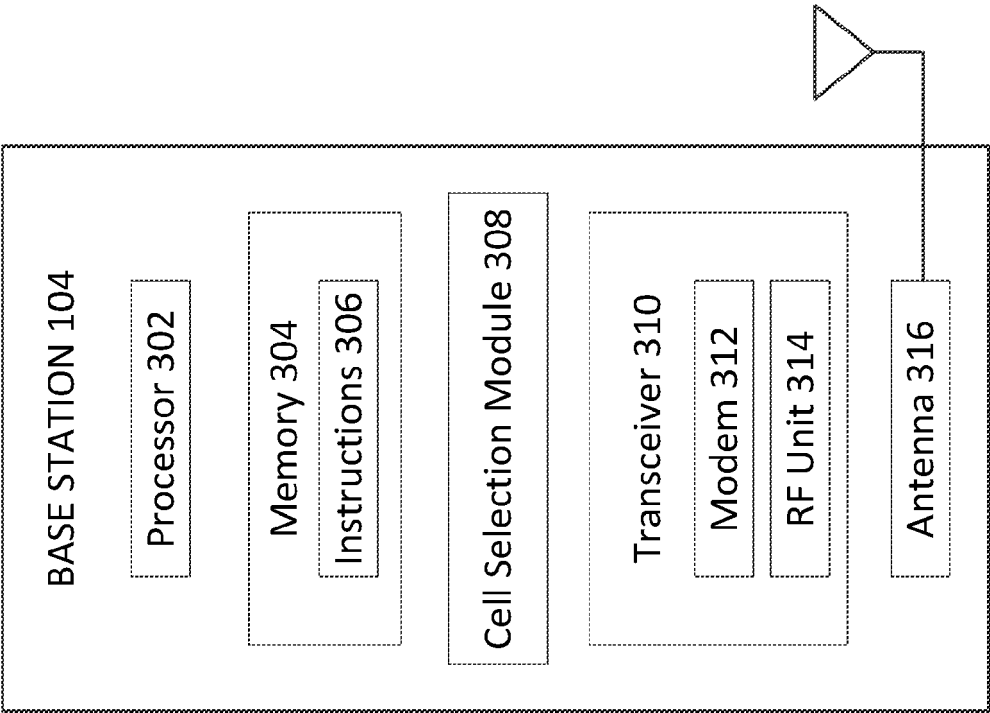 BASE STATION 104
Processor 302
Memory 304
Instructions 306
Cell Selection Module 308
Transceiver 310
Modem 312
RF Unit 314
Antenna 316